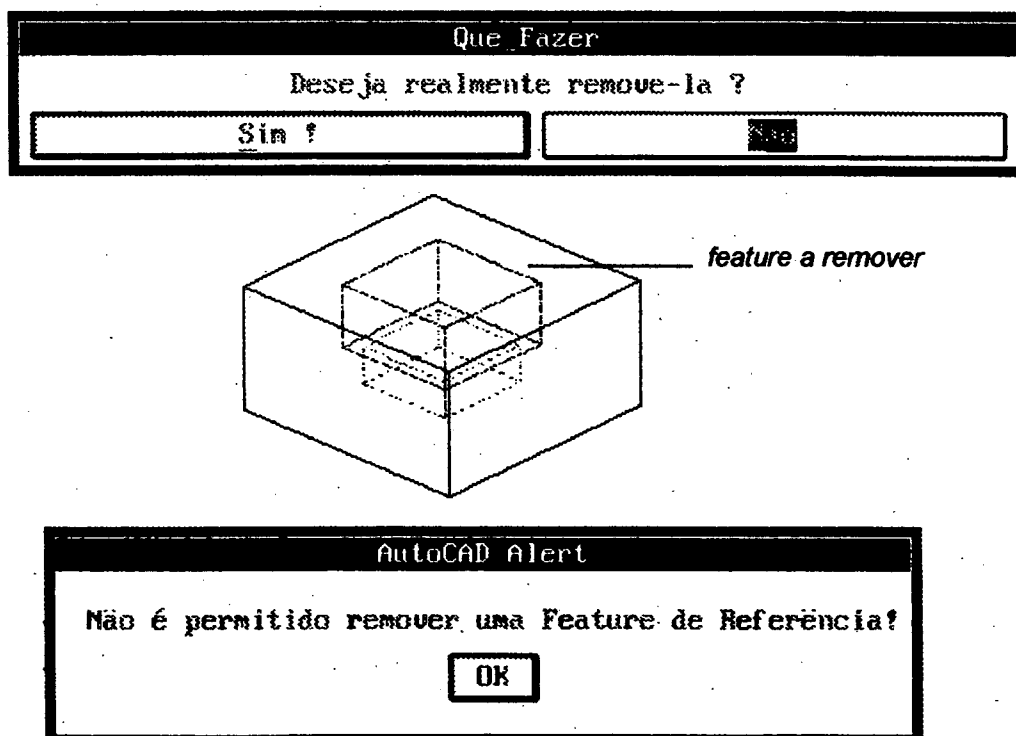 Que Fazer
Deseja realmente remove-la ?
Sim ! Não
feature a remover
AutoCAD Alert
Não é permitido remover uma Feature de Referência!
OK